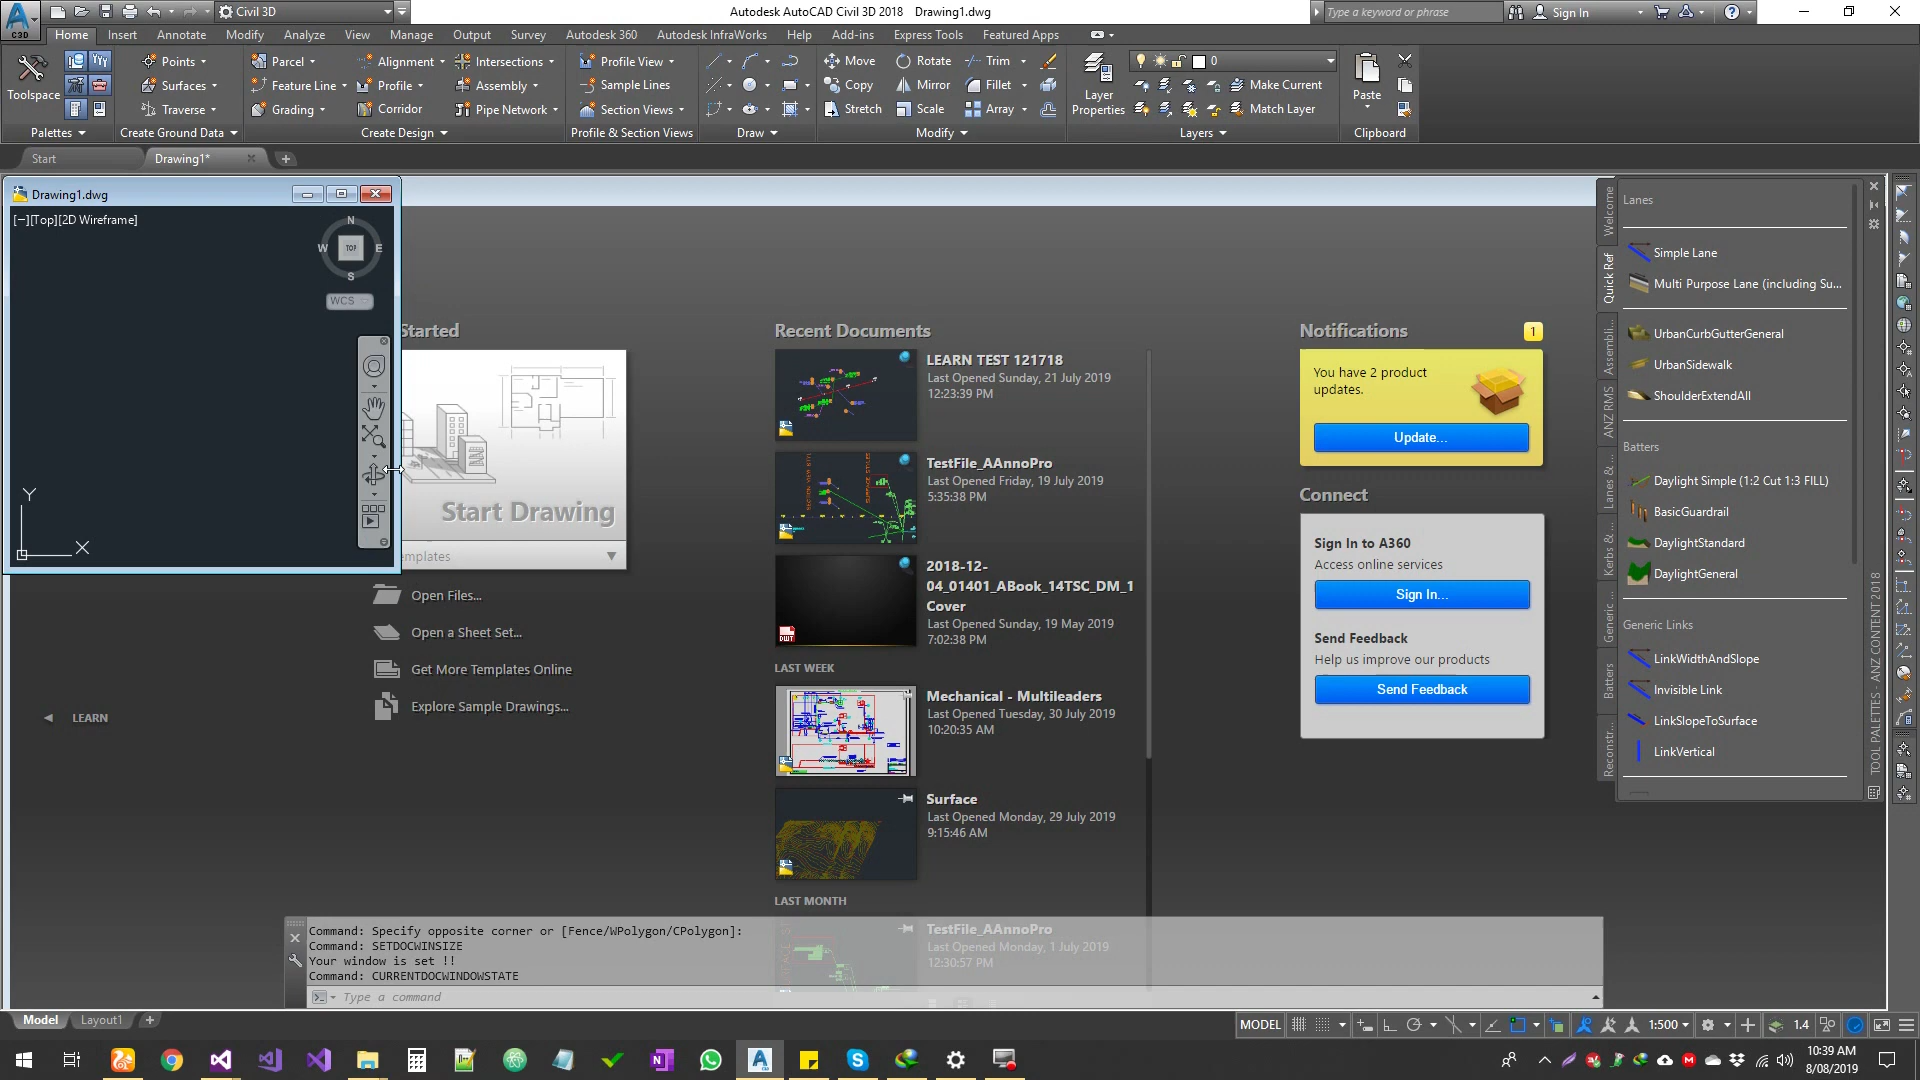 Civil 3D
Autodesk AutoCAD Civil 3D 2018 Drawing1.dwg
Type a keyword or phrase
Sign In
C3D
Home Insert Annotate Modify Analyze View Manage Output Survey Autodesk 360 Autodesk InfraWorks Help Add-ins Express Tools Featured Apps
Toolspace
Points
Surfaces
Traverse
Parcel
Feature Line
Grading
Alignment
Profile
Corridor
Intersections
Assembly
Pipe Network
Profile View
Sample Lines
Section Views
Move
Copy
Stretch
Rotate
Mirror
Scale
Trim
Fillet
Array
Layer
Properties
0
Make Current
Match Layer
Paste
Palettes Create Ground Data Create Design Profile & Section Views Draw Modify Layers Clipboard
Start Drawing1*
Drawing1.dwg
[−][Top][2D Wireframe]
N
W TOP E
S
WCS
Y
X
Started
Start Drawing
emplates
Open Files...
Open a Sheet Set...
Get More Templates Online
Explore Sample Drawings...
LEARN
Recent Documents
LEARN TEST 121718
Last Opened Sunday, 21 July 2019
12:23:39 PM
TestFile_AAnnoPro
Last Opened Friday, 19 July 2019
5:35:38 PM
2018-12-
04_01401_ABook_14TSC_DM_1
Cover
Last Opened Sunday, 19 May 2019
7:02:38 PM
DWT
LAST WEEK
Mechanical - Multileaders
Last Opened Tuesday, 30 July 2019
10:20:35 AM
Surface
Last Opened Monday, 29 July 2019
9:15:46 AM
LAST MONTH
TestFile_AAnnoPro
Last Opened Monday, 1 July 2019
12:30:57 PM
Notifications 1
You have 2 product
updates.
Update...
Connect
Sign In to A360
Access online services
Sign In...
Send Feedback
Help us improve our products
Send Feedback
Welcome
Quick Ref
Assembli...
ANZ RMS
Lanes &...
Kerbs &...
Generic ...
Batters
Reconstr...
Lanes
Simple Lane
Multi Purpose Lane (including Su...
UrbanCurbGutterGeneral
UrbanSidewalk
ShoulderExtendAll
Batters
Daylight Simple (1:2 Cut 1:3 FILL)
BasicGuardrail
DaylightStandard
DaylightGeneral
Generic Links
LinkWidthAndSlope
Invisible Link
LinkSlopeToSurface
LinkVertical
TOOL PALETTES - ANZ CONTENT 2018
Command: Specify opposite corner or [Fence/WPolygon/CPolygon]:
Command: SETDOCWINSIZE
Your window is set !!
Command: CURRENTDOCWINDOWSTATE
Type a command
Model Layout1
MODEL 1:500 1.4
10:39 AM
8/08/2019